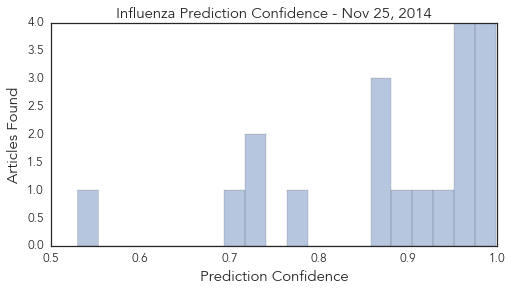 Influenza Prediction Confidence - Nov 25, 2014
4.0
3.5
3.0
2.5
2.0
1.5
1.0
0.5
0.0
Articles Found
0.5 0.6 0.7 0.8 0.9 1.0
Prediction Confidence